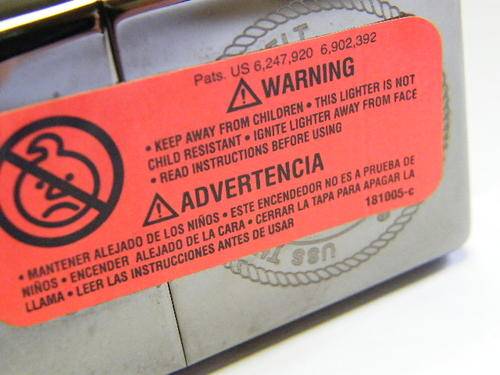 Pats. US 6,247,920 6,902,392
WARNING
• KEEP AWAY FROM CHILDREN • THIS LIGHTER IS NOT
CHILD RESISTANT • IGNITE LIGHTER AWAY FROM FACE
• READ INSTRUCTIONS BEFORE USING
ADVERTENCIA
• MANTENER ALEJADO DE LOS NIÑOS • ESTE ENCENDEDOR NO ES A PRUEBA DE
NIÑOS • ENCENDER ALEJADO DE LA CARA • CERRAR LA TAPA PARA APAGAR LA
LLAMA • LEER LAS INSTRUCCIONES ANTES DE USAR
181005-c
USS